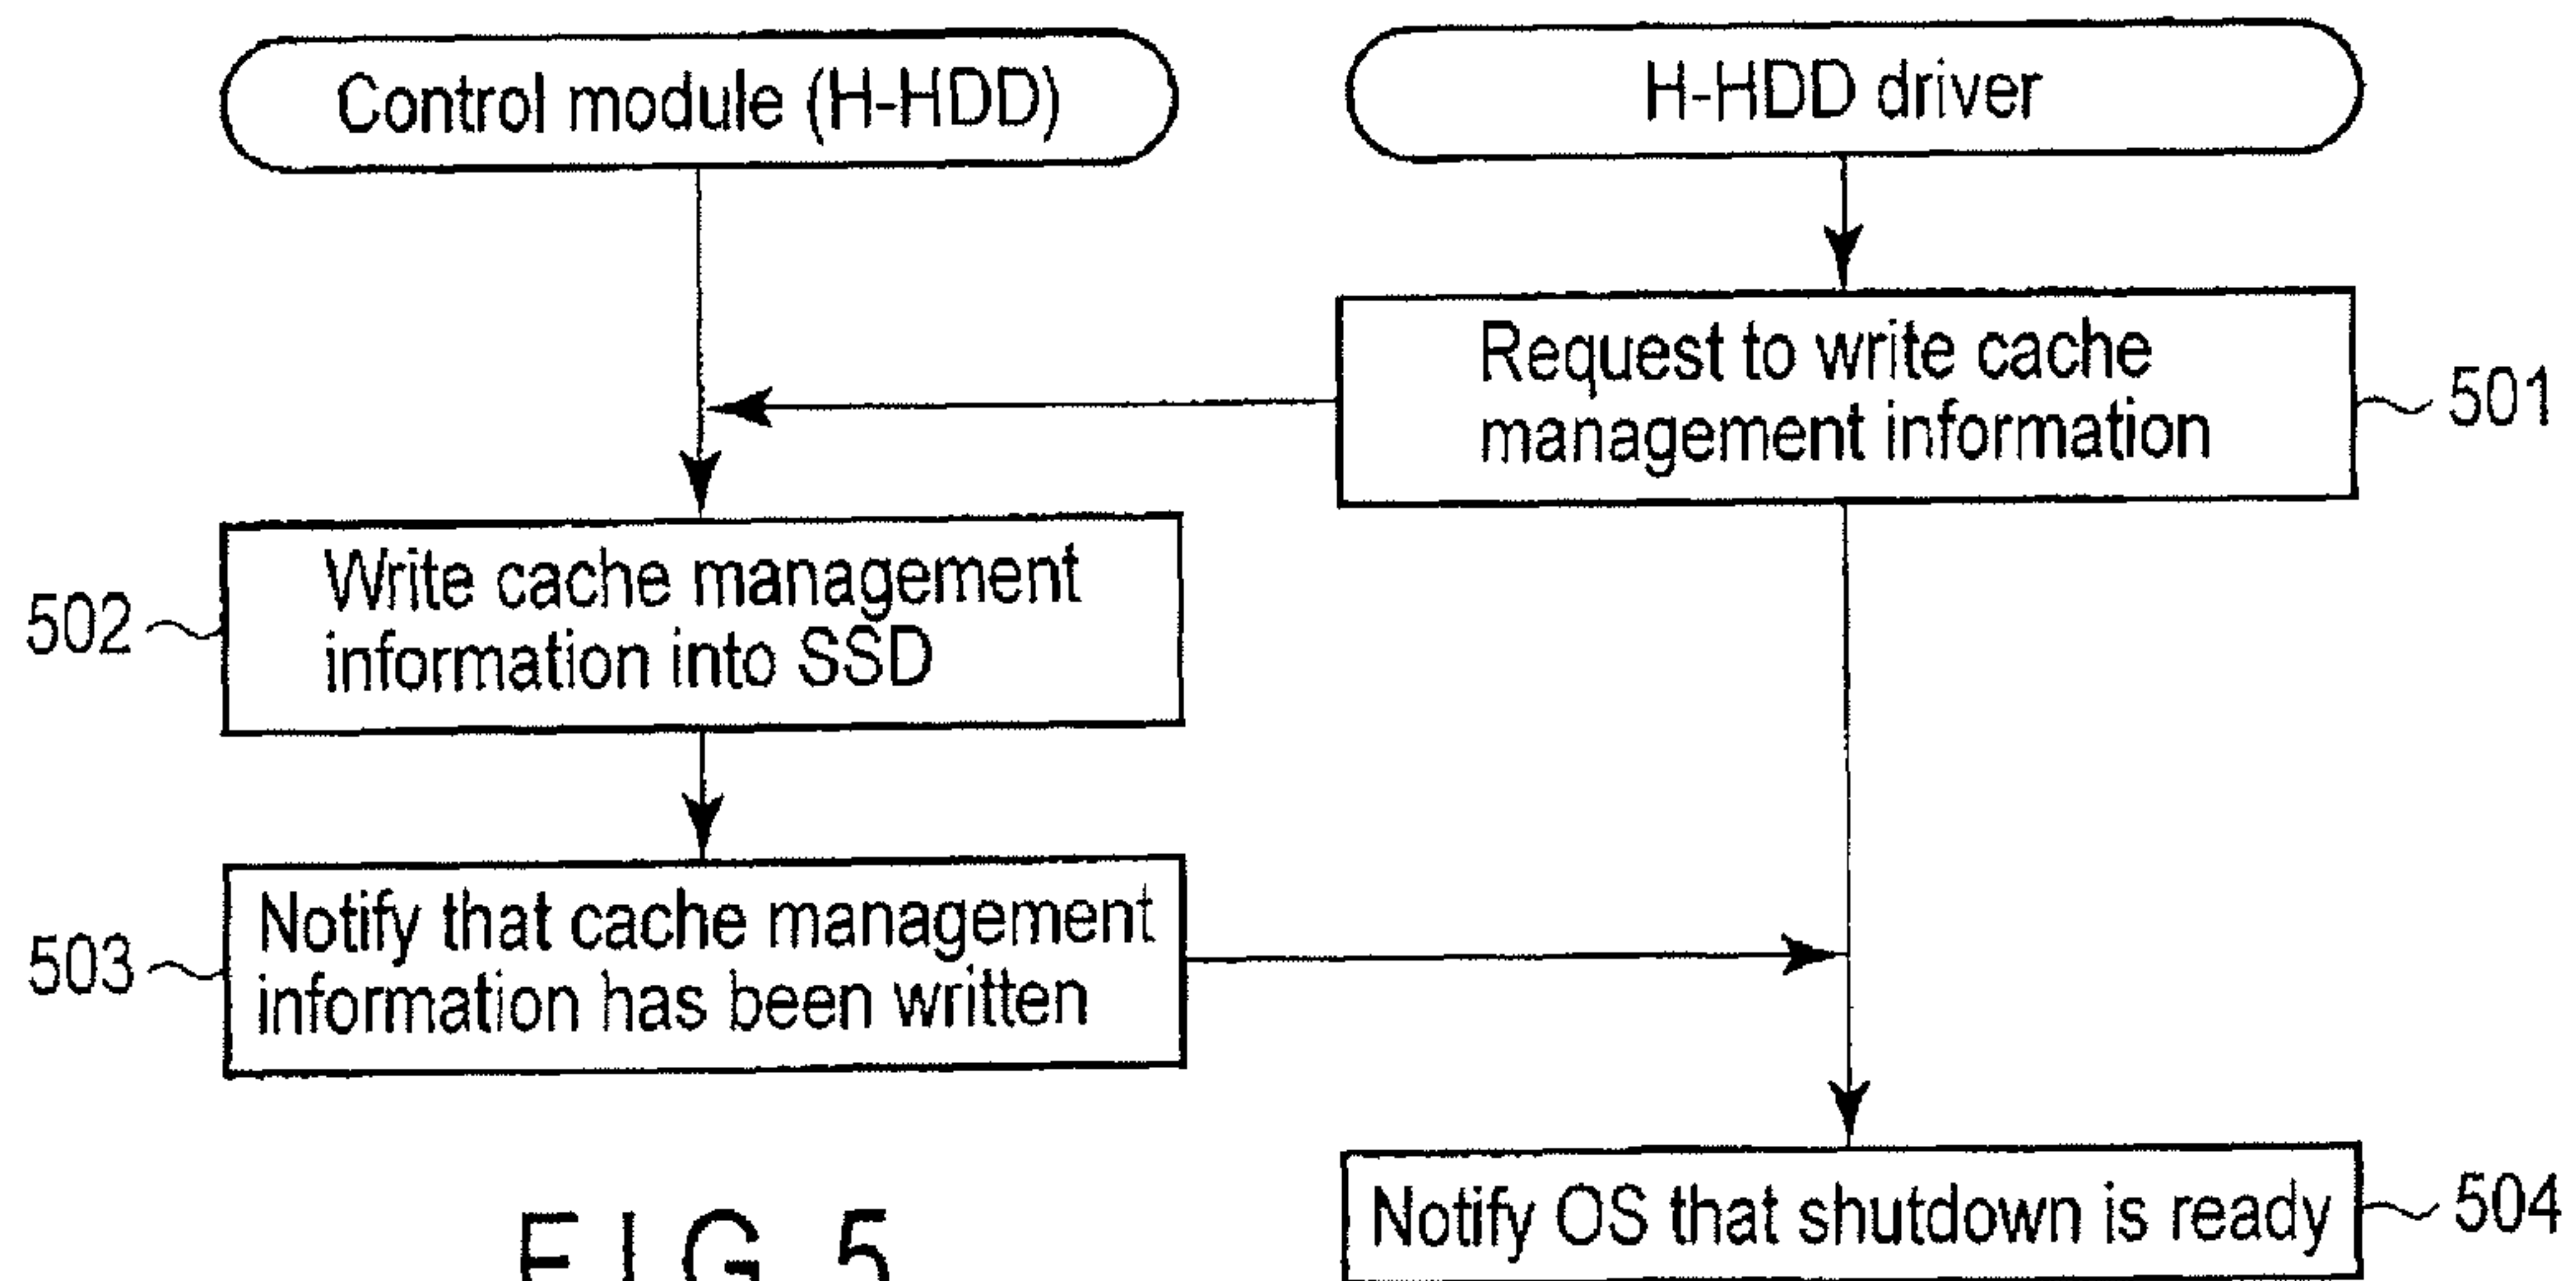 Control module (H-HDD)
H-HDD driver
Request to write cache
management information
501
Write cache management
information into SSD
502
Notify that cache management
information has been written
503
Notify OS that shutdown is ready
504
FIG. 5